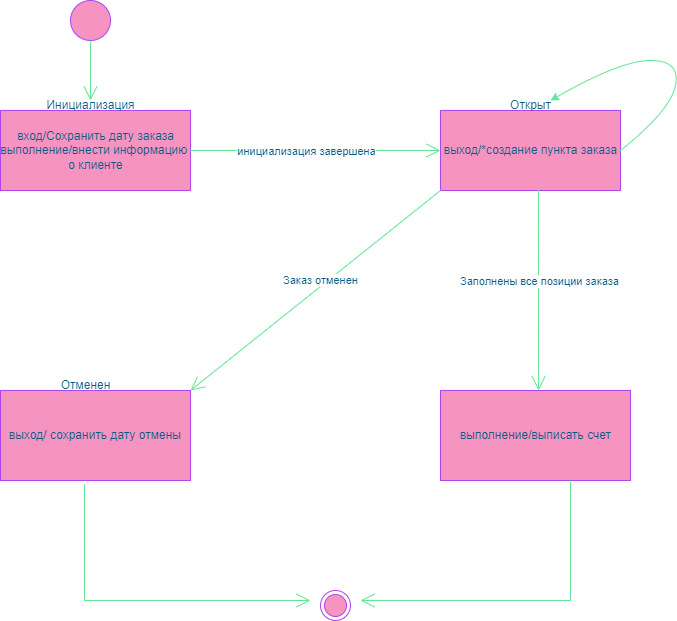 Инициализация
вход/Сохранить дату заказа
выполнение/внести информацию
о клиенте
инициализация завершена
Открыт
выход/*создание пункта заказа
Заказ отменен
Заполнены все позиции заказа
Отменен
выход/ сохранить дату отмены
выполнение/выписать счет